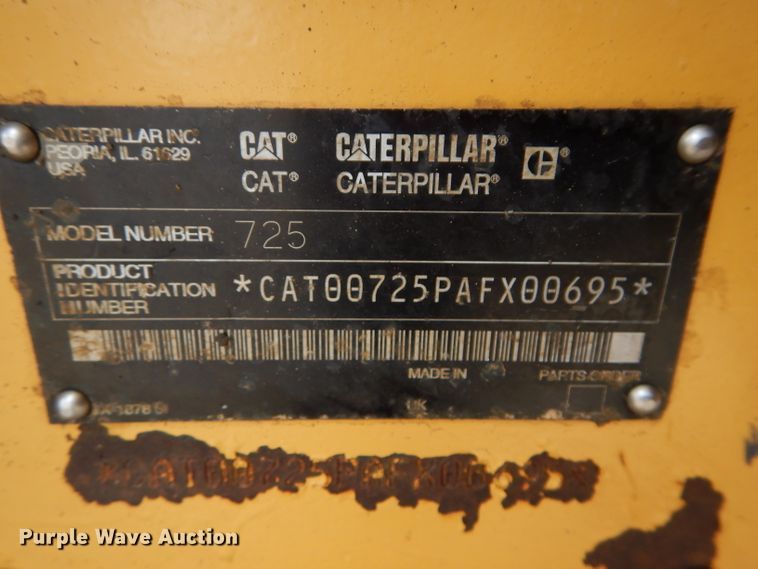 CATERPILLAR INC.
PEORIA, IL. 61629
USA
CAT® CATERPILLAR® ®
CAT® CATERPILLAR®
MODEL NUMBER 725
PRODUCT
IDENTIFICATION
NUMBER
*CAT00725PAFX00695*
MADE IN
PARTS ORDER
UK
*CAT00725PAFX00695*
Purple Wave Auction